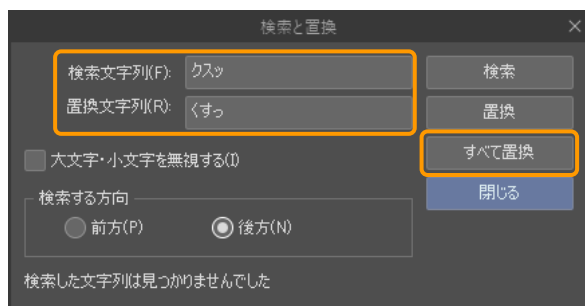 検索と置換
検索文字列(F): クスッ 検索
置換文字列(R): くすっ 置換
大文字・小文字を無視する(I) すべて置換
検索する方向 閉じる
前方(P) 後方(N)
検索した文字列は見つかりませんでした